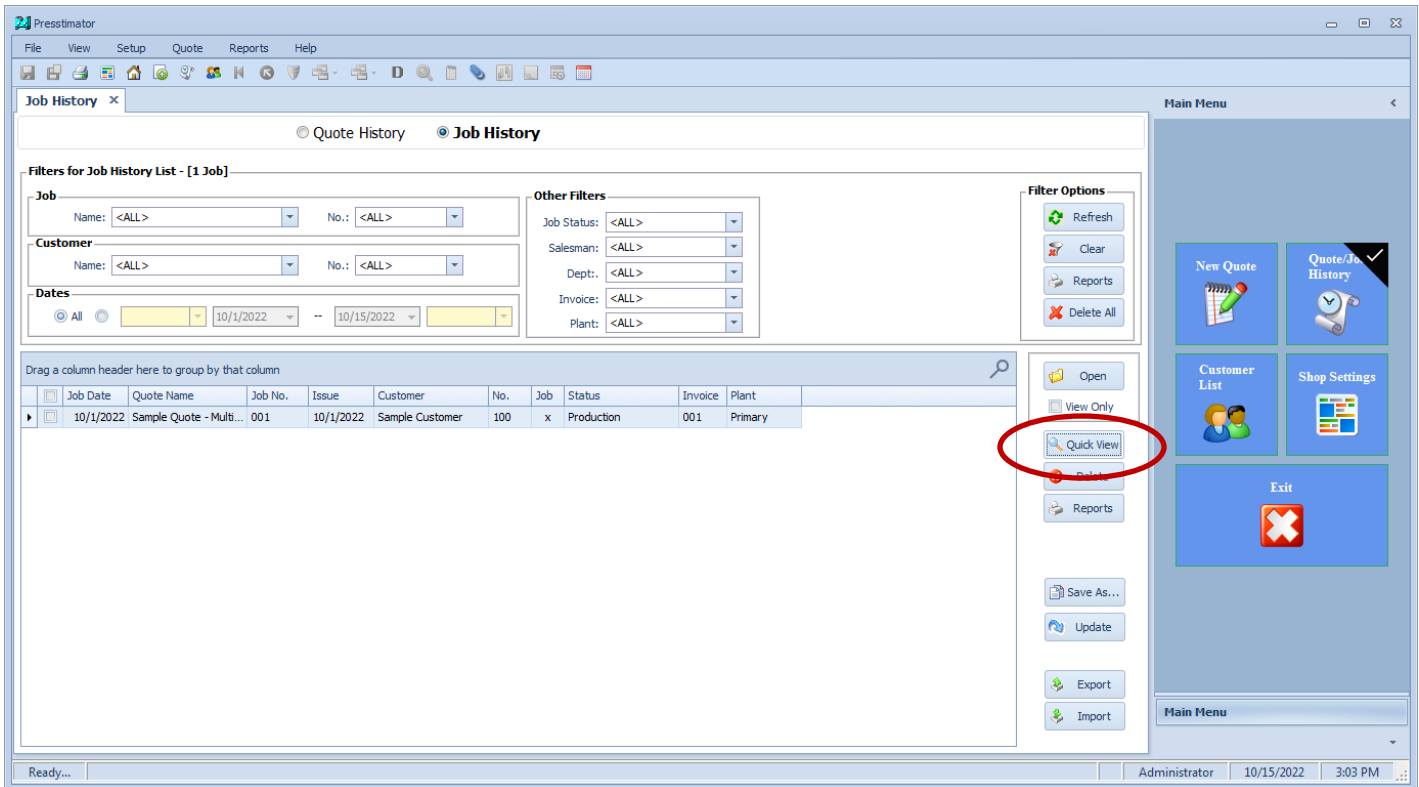 Presstimator
File View Setup Quote Reports Help
D
Job History
Main Menu
Quote History Job History
Filters for Job History List - [1 Job]
Job
Name: <ALL> No.: <ALL>
Customer
Name: <ALL> No.: <ALL>
Dates
All 10/1/2022 -- 10/15/2022
Other Filters
Job Status: <ALL>
Salesman: <ALL>
Dept:. <ALL>
Invoice: <ALL>
Plant: <ALL>
Filter Options
Refresh
Clear
Reports
Delete All
Drag a column header here to group by that column
Job Date Quote Name Job No. Issue Customer No. Job Status Invoice Plant
10/1/2022 Sample Quote - Multi... 001 10/1/2022 Sample Customer 100 x Production 001 Primary
Open
View Only
Quick View
Delete
Reports
Save As...
Update
Export
Import
New Quote
Quote/Jo
History
Customer
List
Shop Settings
Exit
Main Menu
Ready...
Administrator 10/15/2022 3:03 PM